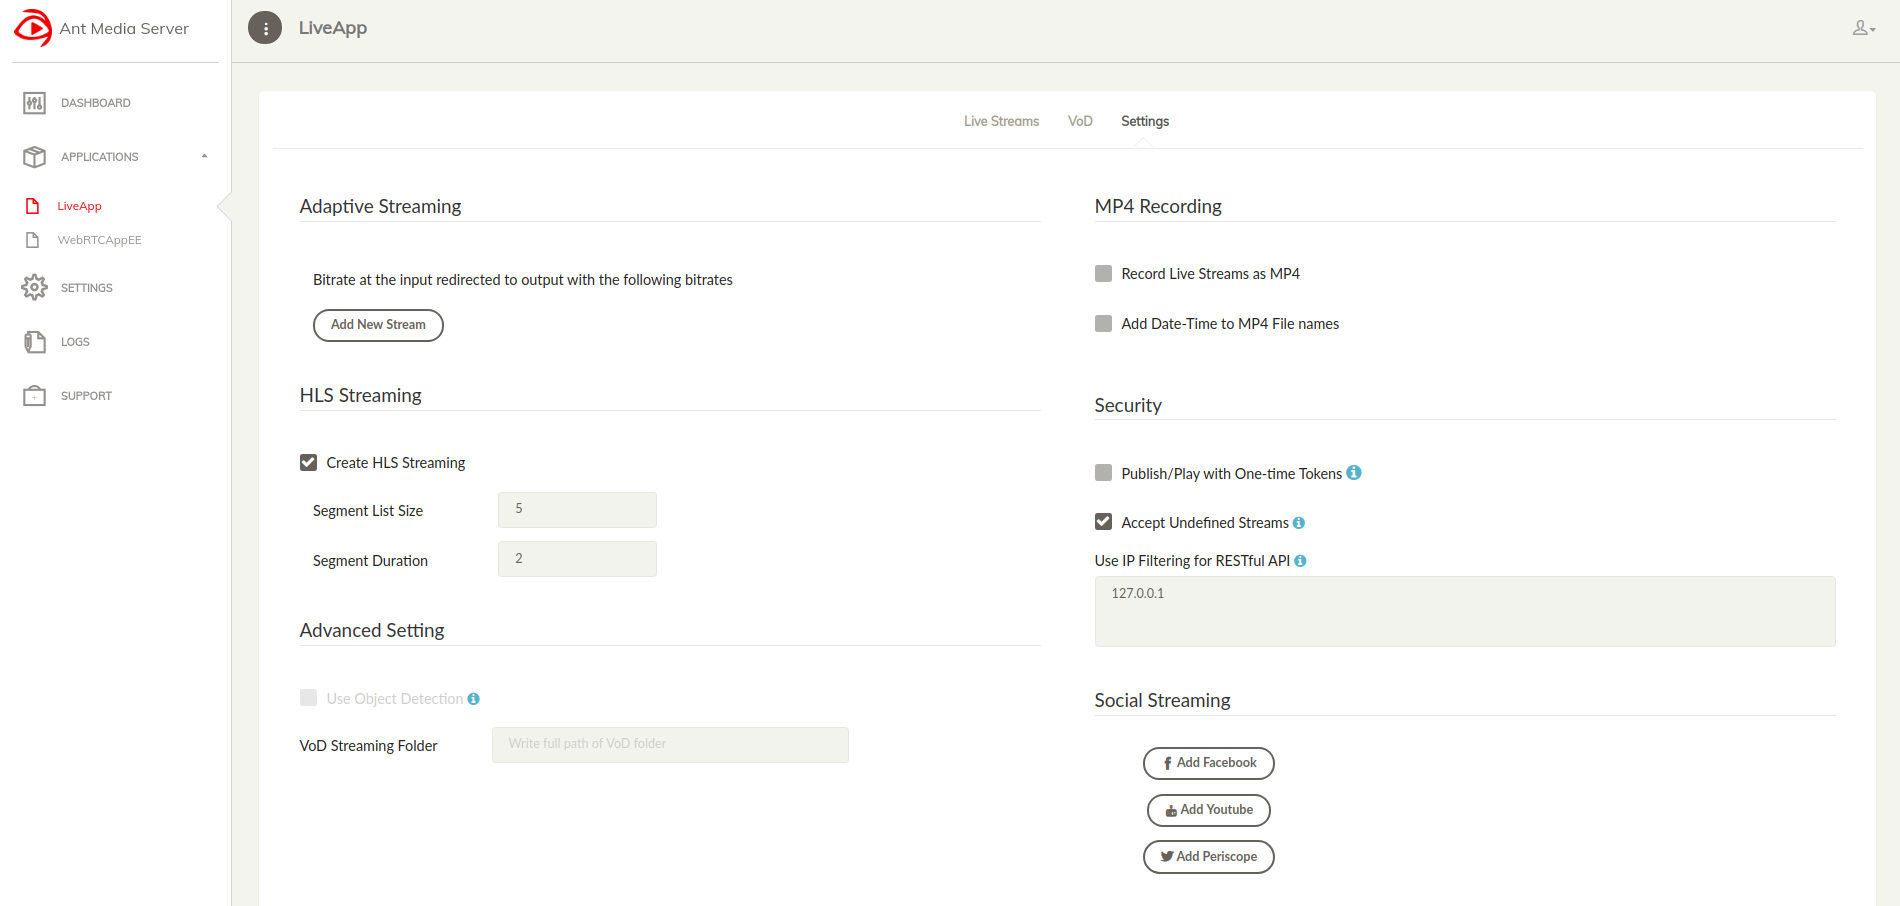 Ant Media Server
LiveApp
DASHBOARD
APPLICATIONS
LiveApp
WebRTCAppEE
SETTINGS
LOGS
SUPPORT
Live Streams VoD Settings
Adaptive Streaming
Bitrate at the input redirected to output with the following bitrates
Add New Stream
HLS Streaming
Create HLS Streaming
Segment List Size 5
Segment Duration 2
Advanced Setting
Use Object Detection
VoD Streaming Folder Write full path of VoD folder
MP4 Recording
Record Live Streams as MP4
Add Date-Time to MP4 File names
Security
Publish/Play with One-time Tokens
Accept Undefined Streams
Use IP Filtering for RESTful API
127.0.0.1
Social Streaming
Add Facebook
Add Youtube
Add Periscope